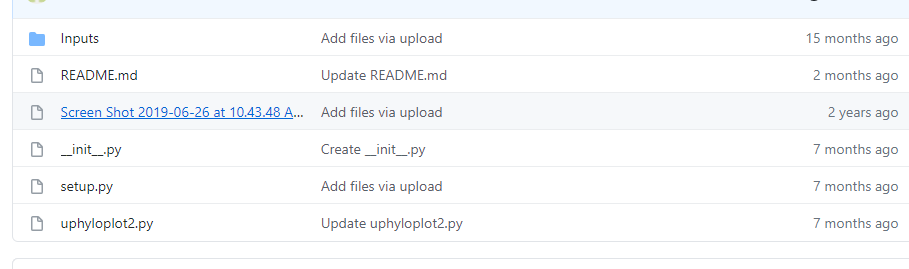 Inputs Add files via upload 15 months ago
README.md Update README.md 2 months ago
Screen Shot 2019-06-26 at 10.43.48 A... Add files via upload 2 years ago
__init__.py Create __init__.py 7 months ago
setup.py Add files via upload 7 months ago
uphyloplot2.py Update uphyloplot2.py 7 months ago